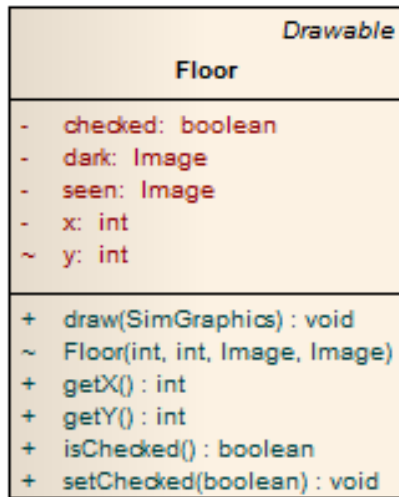 Drawable
Floor
- checked: boolean
- dark: Image
- seen: Image
- x: int
~ y: int
+ draw(SimGraphics) : void
~ Floor(int, int, Image, Image)
+ getX() : int
+ getY() : int
+ isChecked() : boolean
+ setChecked(boolean) : void